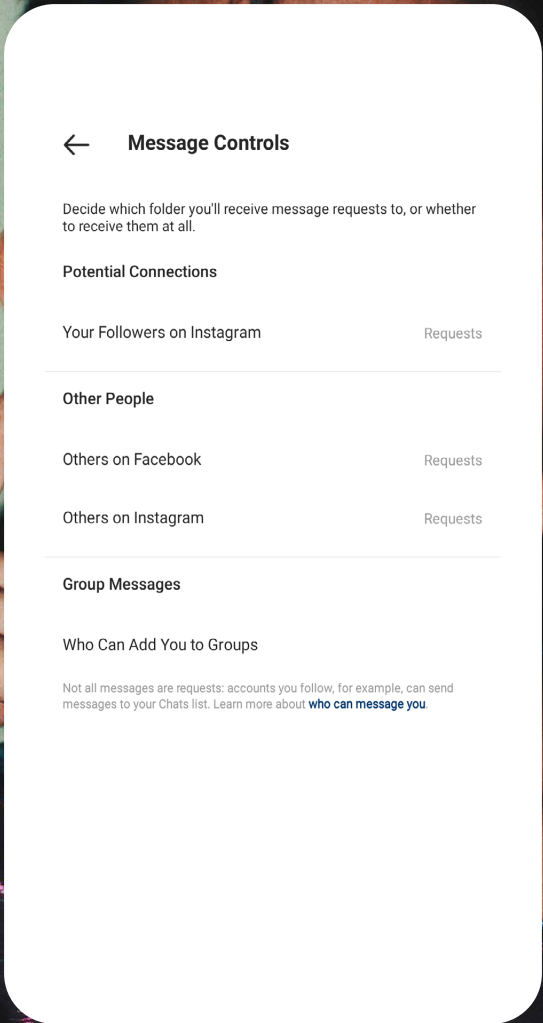 Message Controls
Decide which folder you'll receive message requests to, or whether
to receive them at all.
Potential Connections
Your Followers on Instagram Requests
Other People
Others on Facebook Requests
Others on Instagram Requests
Group Messages
Who Can Add You to Groups
Not all messages are requests: accounts you follow, for example, can send
messages to your Chats list. Learn more about who can message you.